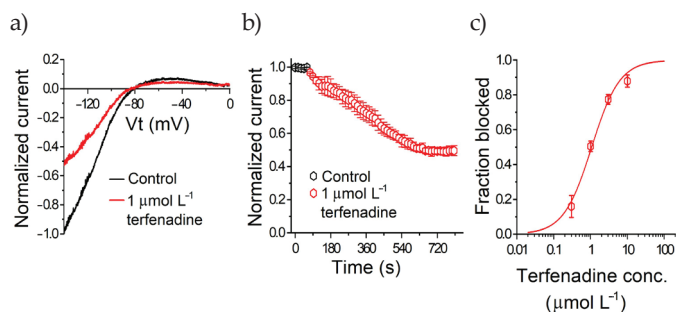 a)
0.2
0.0
-0.2
-0.4
-0.6
-0.8
-1.0
-120
-80
-40
0
Normalized current
Vt (mV)
Control
1 μmol L⁻¹
terfenadine
b)
1.0
0.8
0.6
0.4
0.2
0.0
Normalized current
Control
1 μmol L⁻¹
terfenadine
0 180 360 540 720
Time (s)
c)
1.0
0.8
0.6
0.4
0.2
0.0
Fraction blocked
0.01 0.1 1 10 100
Terfenadine conc.
(μmol L⁻¹)